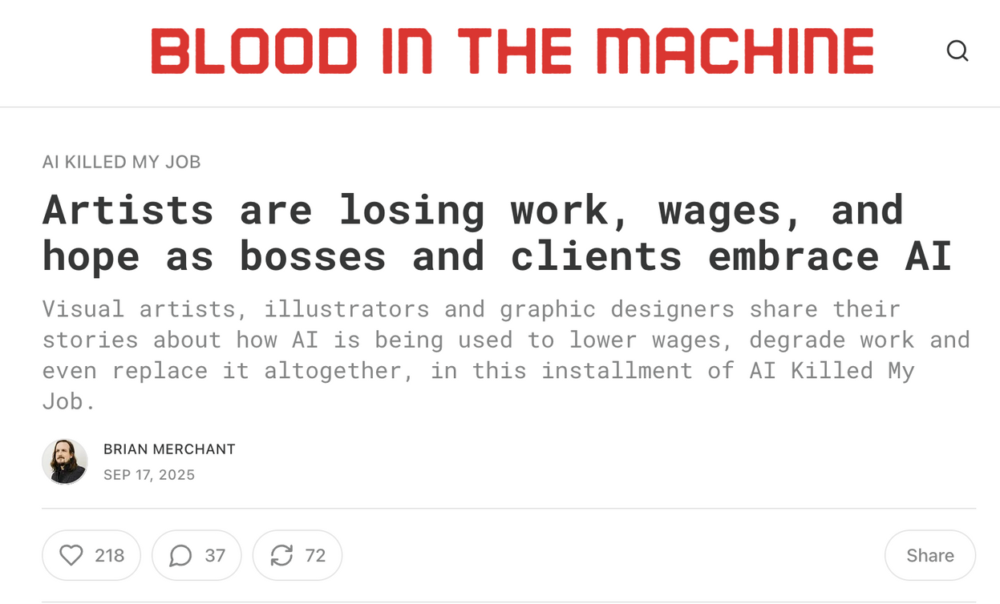 BLOOD IN THE MACHINE
AI KILLED MY JOB
Artists are losing work, wages, and
hope as bosses and clients embrace AI
Visual artists, illustrators and graphic designers share their
stories about how AI is being used to lower wages, degrade work and
even replace it altogether, in this installment of AI Killed My
Job.
BRIAN MERCHANT
SEP 17, 2025
218 37 72 Share